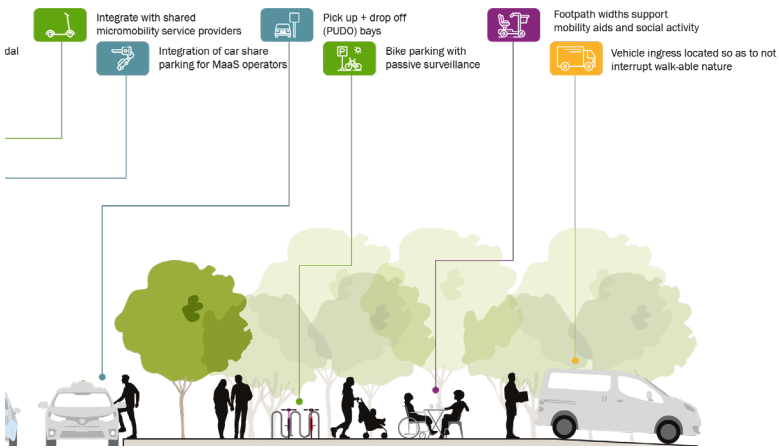 Integrate with shared
micromobility service providers
Pick up + drop off
(PUDO) bays
Footpath widths support
mobility aids and social activity
dal
Integration of car share
parking for MaaS operators
P
Bike parking with
passive surveillance
Vehicle ingress located so as to not
interrupt walk-able nature